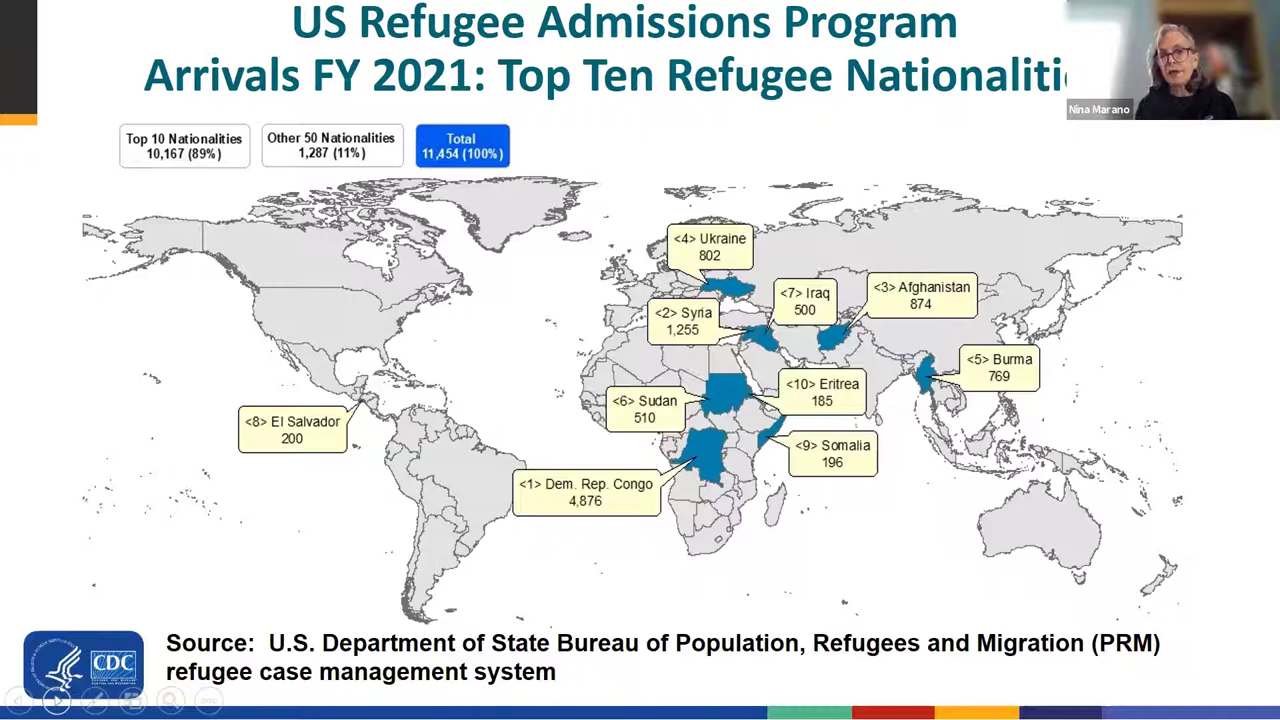 US Refugee Admissions Program
Arrivals FY 2021: Top Ten Refugee Nationaliti
Nina Marano
Top 10 Nationalities
10,167 (89%)
Other 50 Nationalities
1,287 (11%)
Total
11,454 (100%)
<4> Ukraine
802
<7> Iraq
500
<3> Afghanistan
874
<2> Syria
1,255
<5> Burma
769
<10> Eritrea
185
<6> Sudan
510
<8> El Salvador
200
<9> Somalia
196
<1> Dem. Rep. Congo
4,876
Source: U.S. Department of State Bureau of Population, Refugees and Migration (PRM)
refugee case management system
CDC